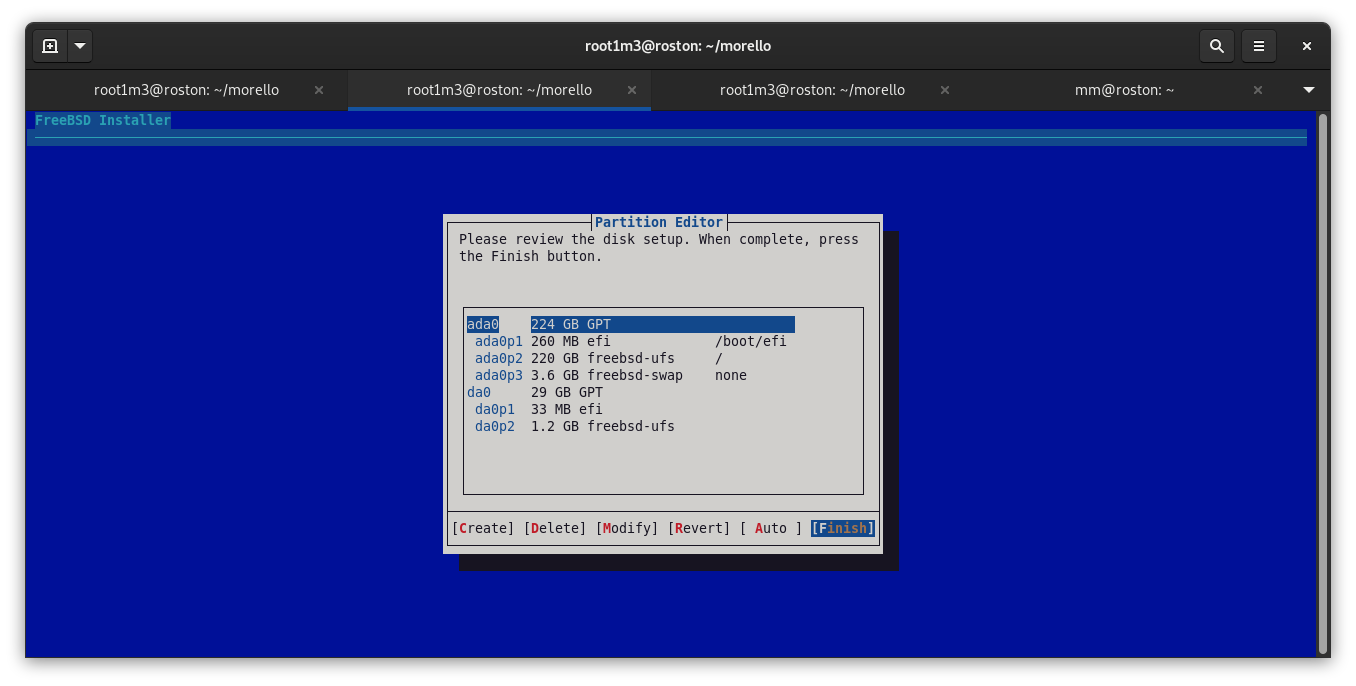 root1m3@roston: ~/morello
root1m3@roston: ~/morello root1m3@roston: ~/morello root1m3@roston: ~/morello mm@roston: ~
FreeBSD Installer
Partition Editor
Please review the disk setup. When complete, press
the Finish button.
ada0 224 GB GPT
ada0p1 260 MB efi /boot/efi
ada0p2 220 GB freebsd-ufs /
ada0p3 3.6 GB freebsd-swap none
da0 29 GB GPT
da0p1 33 MB efi
da0p2 1.2 GB freebsd-ufs
[Create] [Delete] [Modify] [Revert] [ Auto ] [Finish]